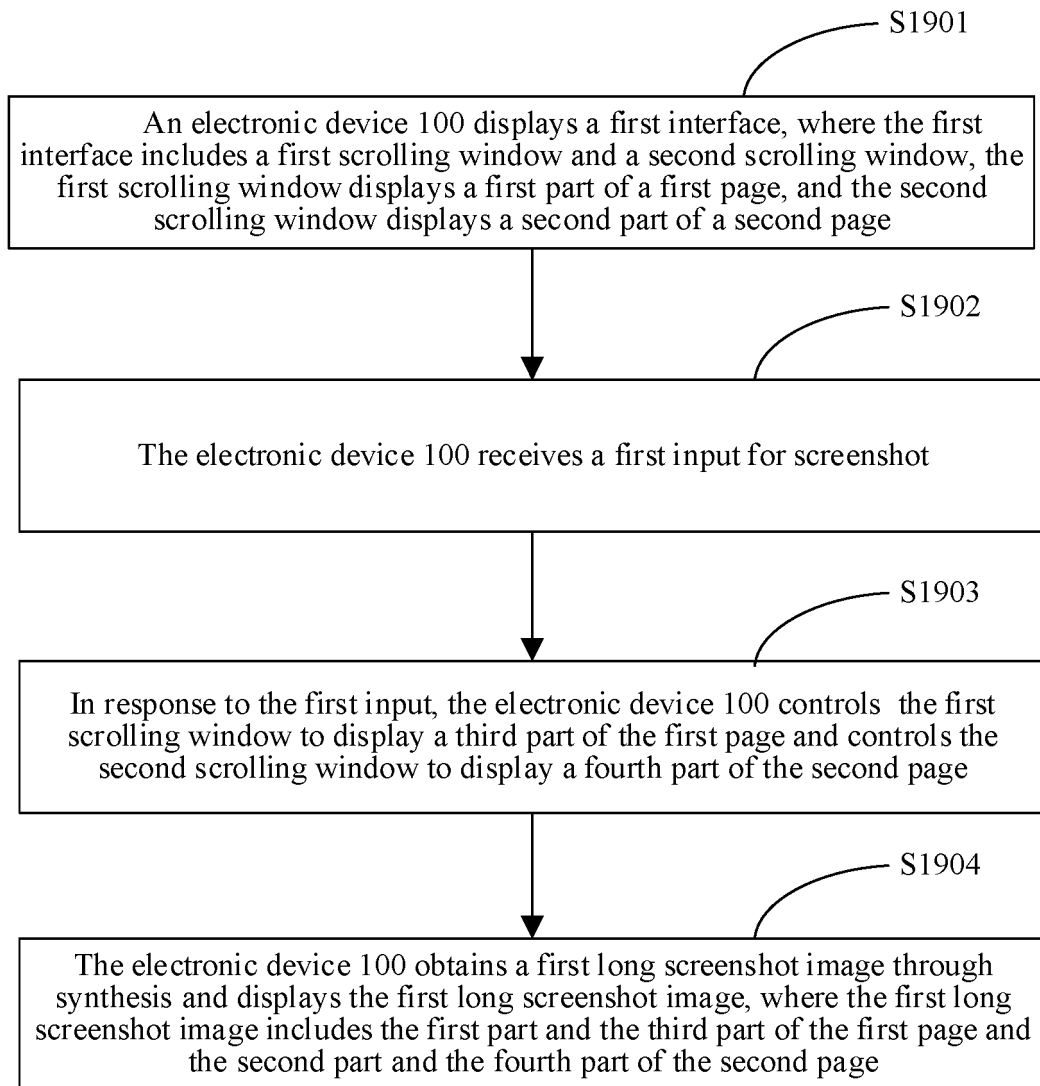 S1901
An electronic device 100 displays a first interface, where the first
interface includes a first scrolling window and a second scrolling window, the
first scrolling window displays a first part of a first page, and the second
scrolling window displays a second part of a second page
S1902
The electronic device 100 receives a first input for screenshot
S1903
In response to the first input, the electronic device 100 controls the first
scrolling window to display a third part of the first page and controls the
second scrolling window to display a fourth part of the second page
S1904
The electronic device 100 obtains a first long screenshot image through
synthesis and displays the first long screenshot image, where the first long
screenshot image includes the first part and the third part of the first page and
the second part and the fourth part of the second page